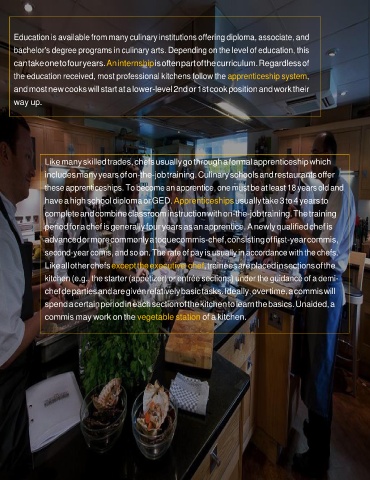 Education is available from many culinary institutions offering diploma, associate, and
bachelor's degree programs in culinary arts. Depending on the level of education, this
can take one to four years. An internship is often part of the curriculum. Regardless of
the education received, most professional kitchens follow the apprenticeship system,
and most new cooks will start at a lower-level 2nd or 1st cook position and work their
way up.
Like many skilled trades, chefs usually go through a formal apprenticeship which
includes many years of on-the-job training. Culinary schools and restaurants offer
these apprenticeships. To become an apprentice, one must be at least 18 years old and
have a high school diploma or GED. Apprenticeships usually take 3 to 4 years to
complete and combine classroom instruction with on-the-job training. The training
period for a chef is generally four years as an apprentice. A newly qualified chef is
advanced or more commonly a toque commis-chef, consisting of first-year commis,
second-year comis, and so on. The rate of pay is usually in accordance with the chefs.
Like all other chefs except the executive-chef, trainees are placed in sections of the
kitchen (e.g., the starter (appetizer) or entrée sections) under the guidance of a demi-
chef de parties and are given relatively basic tasks. Ideally, over time, a commis will
spend a certain period in each section of the kitchen to learn the basics. Unaided, a
commis may work on the vegetable station of a kitchen.